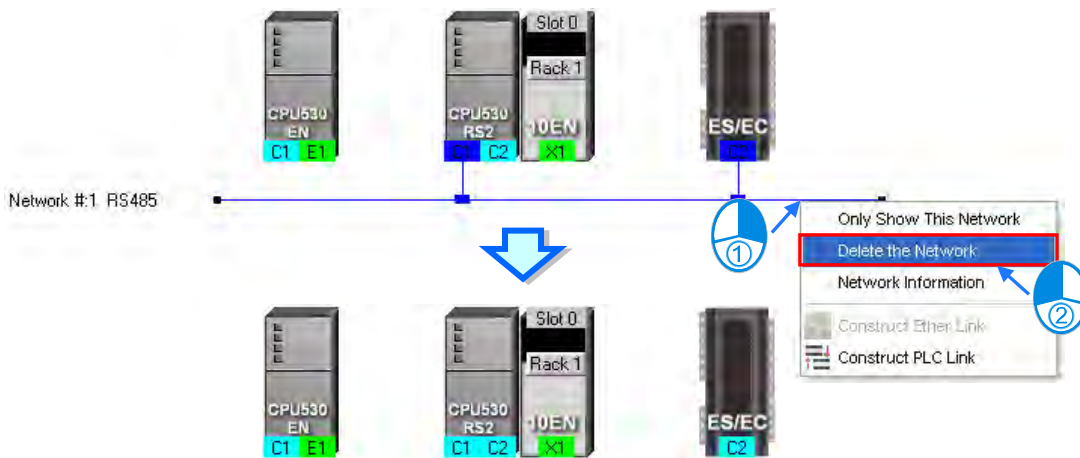 Slot 0
Rack 1
CPU530
EN
C1 E1
CPU530
RS2
C1 C2
10EN
X1
ES/EC
C2
Network #:1 RS485
①
Only Show This Network
Delete the Network
Network Information
Construct Ether Link
Construct PLC Link
②
Slot 0
Rack 1
CPU530
EN
C1 E1
CPU530
RS2
C1 C2
10EN
X1
ES/EC
C2